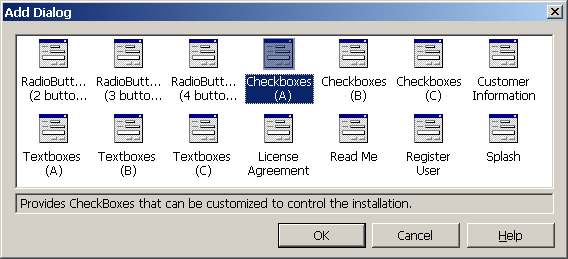 Add Dialog
RadioButt... RadioButt... RadioButt... Checkboxes Checkboxes Checkboxes Customer
(2 butto... (3 butto... (4 butto... (A) (B) (C) Information
Textboxes Textboxes Textboxes License Read Me Register Splash
(A) (B) (C) Agreement User
Provides CheckBoxes that can be customized to control the installation.
OK Cancel Help